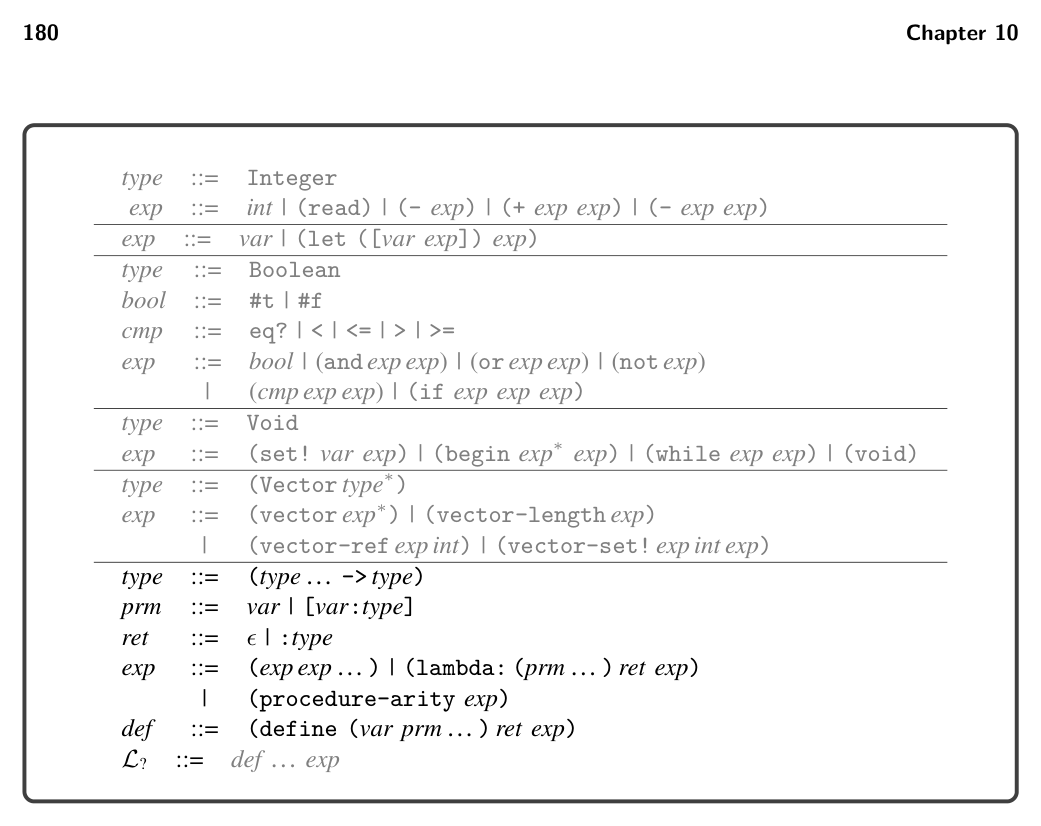 180 Chapter 10
type ::= Integer
exp ::= int | (read) | (- exp) | (+ exp exp) | (- exp exp)
exp ::= var | (let ([var exp]) exp)
type ::= Boolean
bool ::= #t | #f
cmp ::= eq? | < | <= | > | >=
exp ::= bool | (and exp exp) | (or exp exp) | (not exp)
| (cmp exp exp) | (if exp exp exp)
type ::= Void
exp ::= (set! var exp) | (begin exp* exp) | (while exp exp) | (void)
type ::= (Vector type*)
exp ::= (vector exp*) | (vector-length exp)
| (vector-ref exp int) | (vector-set! exp int exp)
type ::= (type … -> type)
prm ::= var | [var:type]
ret ::= ϵ | :type
exp ::= (exp exp … ) | (lambda: (prm … ) ret exp)
| (procedure-arity exp)
def ::= (define (var prm … ) ret exp)
ℒ? ::= def … exp